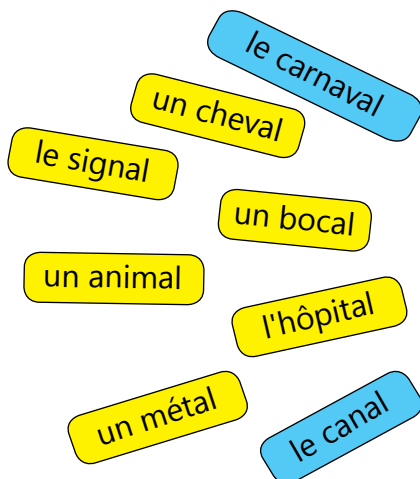 le carnaval
un cheval
le signal
un bocal
un animal
l'hôpital
un métal
le canal